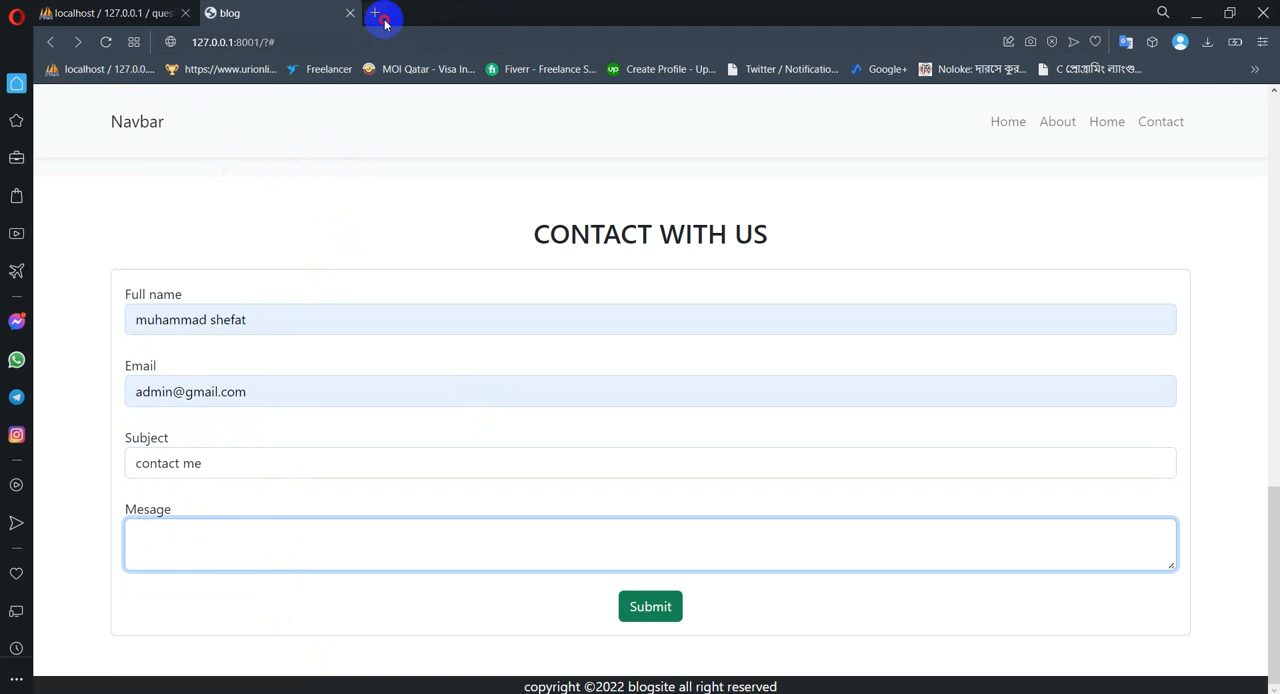 localhost / 127.0.0.1 / ques
blog
127.0.0.1:8001/?#
localhost / 127.0.0....
https://www.urionli...
Freelancer
MOI Qatar - Visa In...
Fiverr - Freelance S...
Create Profile - Up...
Twitter / Notificatio...
Google+
Noloke: দারসে কুর...
C প্রোগ্রামিং ল্যাংগু...
Navbar
Home About Home Contact
CONTACT WITH US
Full name
muhammad shefat
Email
admin@gmail.com
Subject
contact me
Mesage
Submit
copyright ©2022 blogsite all right reserved